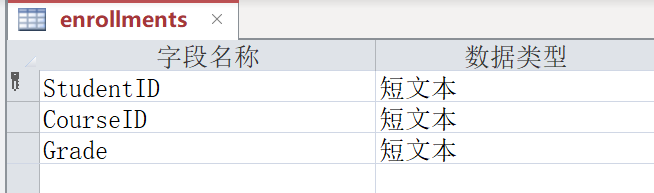 enrollments ×
字段名称 数据类型
StudentID 短文本
CourseID 短文本
Grade 短文本